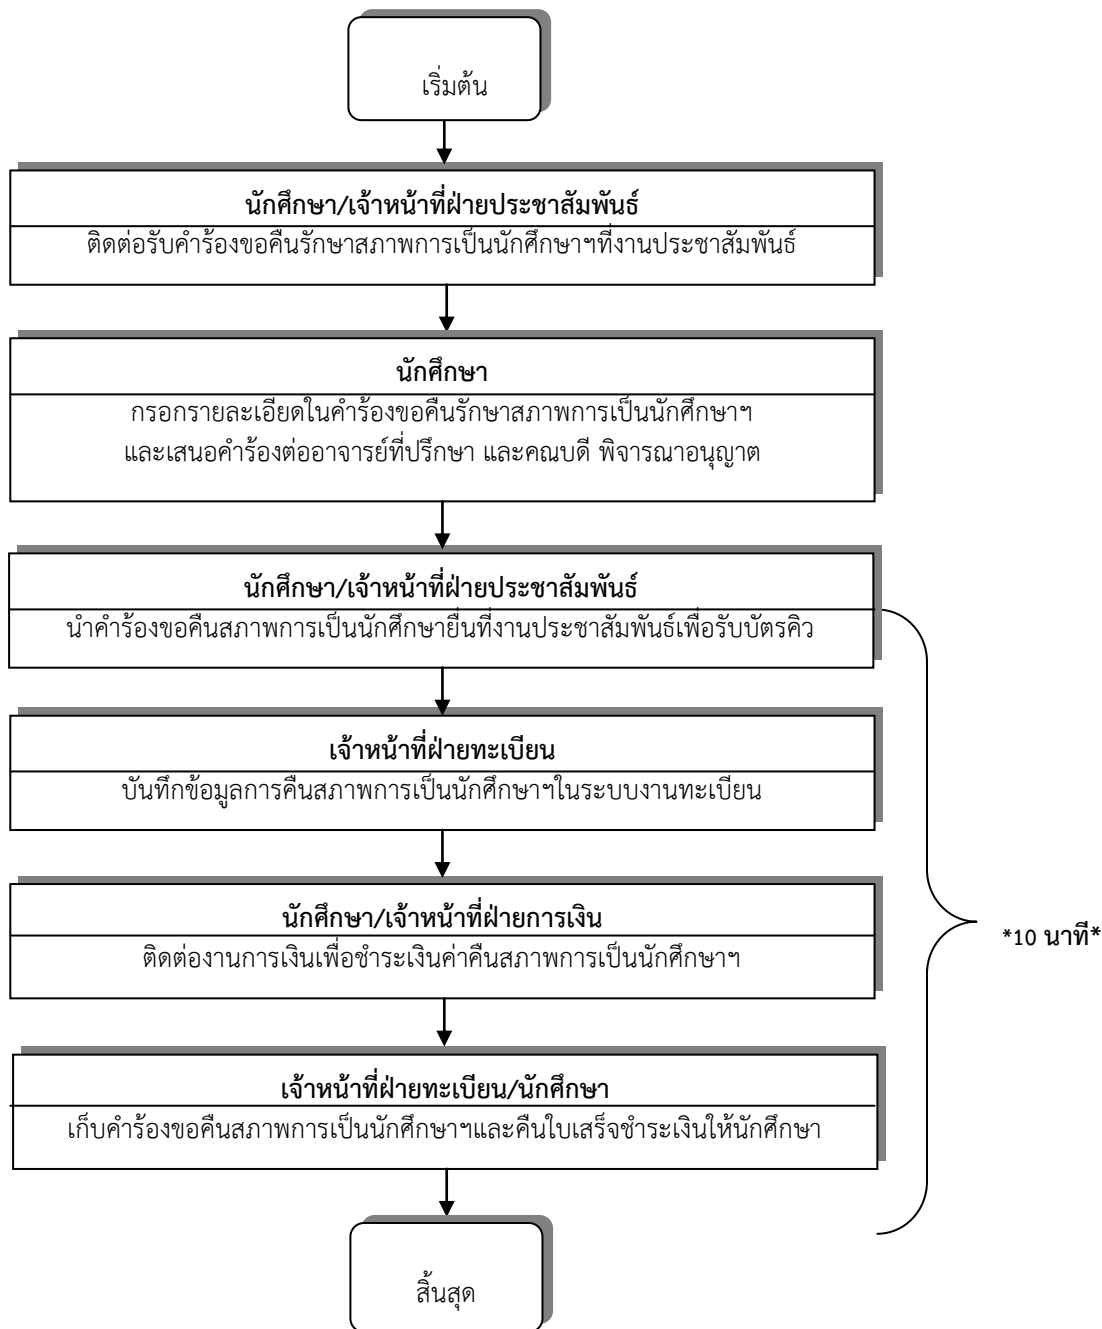 เริ่มต้น
นักศึกษา/เจ้าหน้าที่ฝ่ายประชาสัมพันธ์
ติดต่อรับคำร้องขอคืนรักษาสภาพการเป็นนักศึกษาฯที่งานประชาสัมพันธ์
นักศึกษา
กรอกรายละเอียดในคำร้องขอคืนรักษาสภาพการเป็นนักศึกษาฯ
และเสนอคำร้องต่ออาจารย์ที่ปรึกษา และคณบดี พิจารณาอนุญาต
นักศึกษา/เจ้าหน้าที่ฝ่ายประชาสัมพันธ์
นำคำร้องขอคืนสภาพการเป็นนักศึกษายื่นที่งานประชาสัมพันธ์เพื่อรับบัตรคิว
เจ้าหน้าที่ฝ่ายทะเบียน
บันทึกข้อมูลการคืนสภาพการเป็นนักศึกษาฯในระบบงานทะเบียน
นักศึกษา/เจ้าหน้าที่ฝ่ายการเงิน
ติดต่องานการเงินเพื่อชำระเงินค่าคืนสภาพการเป็นนักศึกษาฯ
*10 นาที*
เจ้าหน้าที่ฝ่ายทะเบียน/นักศึกษา
เก็บคำร้องขอคืนสภาพการเป็นนักศึกษาฯและคืนใบเสร็จชำระเงินให้นักศึกษา
สิ้นสุด